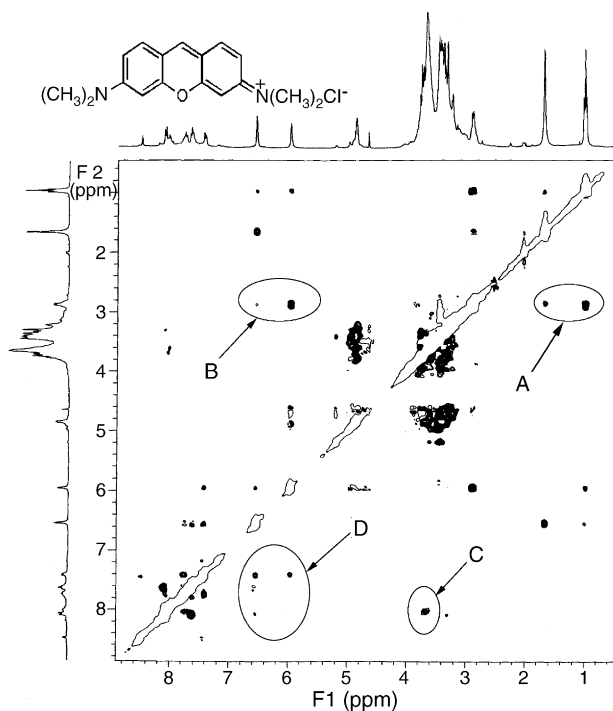 (CH₃)₂N O N(CH₃)₂Cl⁻
+
F 2
(ppm)
2
3
4
5
6
7
8
B
A
D
C
8 7 6 5 4 3 2 1
F1 (ppm)